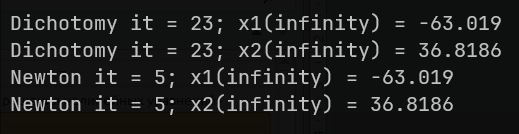 Dichotomy it = 23; x1(infinity) = -63.019
Dichotomy it = 23; x2(infinity) = 36.8186
Newton it = 5; x1(infinity) = -63.019
Newton it = 5; x2(infinity) = 36.8186